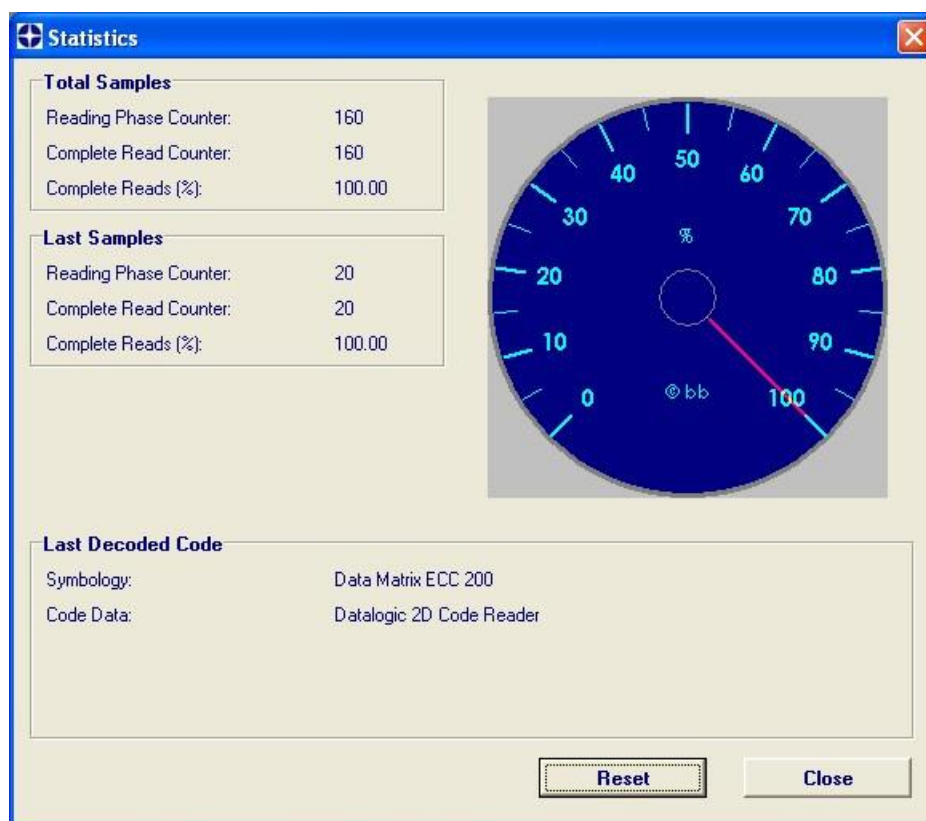 Statistics
Total Samples
Reading Phase Counter: 160
Complete Read Counter: 160
Complete Reads (%): 100.00
Last Samples
Reading Phase Counter: 20
Complete Read Counter: 20
Complete Reads (%): 100.00
50
40 60
30 70
%
20 80
10 90
© bb
0 100
Last Decoded Code
Symbology: Data Matrix ECC 200
Code Data: Datalogic 2D Code Reader
Reset Close